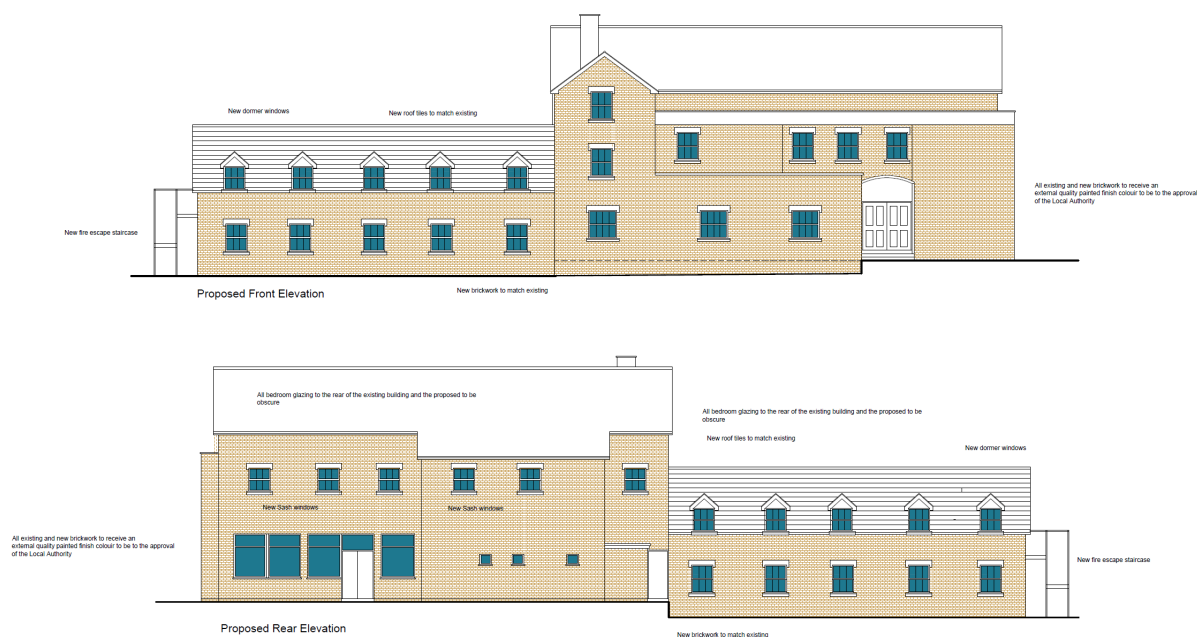 New dormer windows
New roof tiles to match existing
All existing and new brickwork to receive an
external quality painted finish colouir to be to the approval
of the Local Authority
New fire escape staircase
Proposed Front Elevation
New brickwork to match existing
All bedroom glazing to the rear of the existing building and the proposed to be
obscure
All bedroom glazing to the rear of the existing building and the proposed to be
obscure
New roof tiles to match existing
New dormer windows
New Sash windows
New Sash windows
All existing and new brickwork to receive an
external quality painted finish colouir to be to the approval
of the Local Authority
New fire escape staircase
Proposed Rear Elevation
New brickwork to match existing